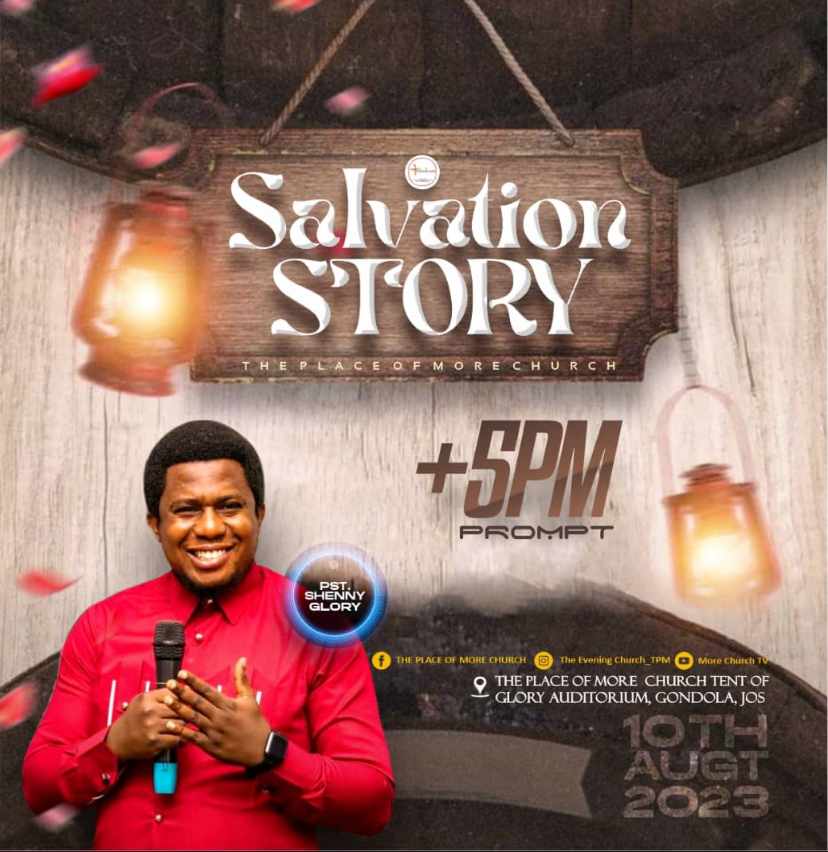 Salvation
STORY
THE PLACE OF MORE CHURCH
+5PM
PROMPT
PST.
SHENNY
GLORY
THE PLACE OF MORE CHURCH The Evening Church_TPM More Church TV
THE PLACE OF MORE CHURCH TENT OF
GLORY AUDITORIUM, GONDOLA, JOS
10TH
AUGT
2023